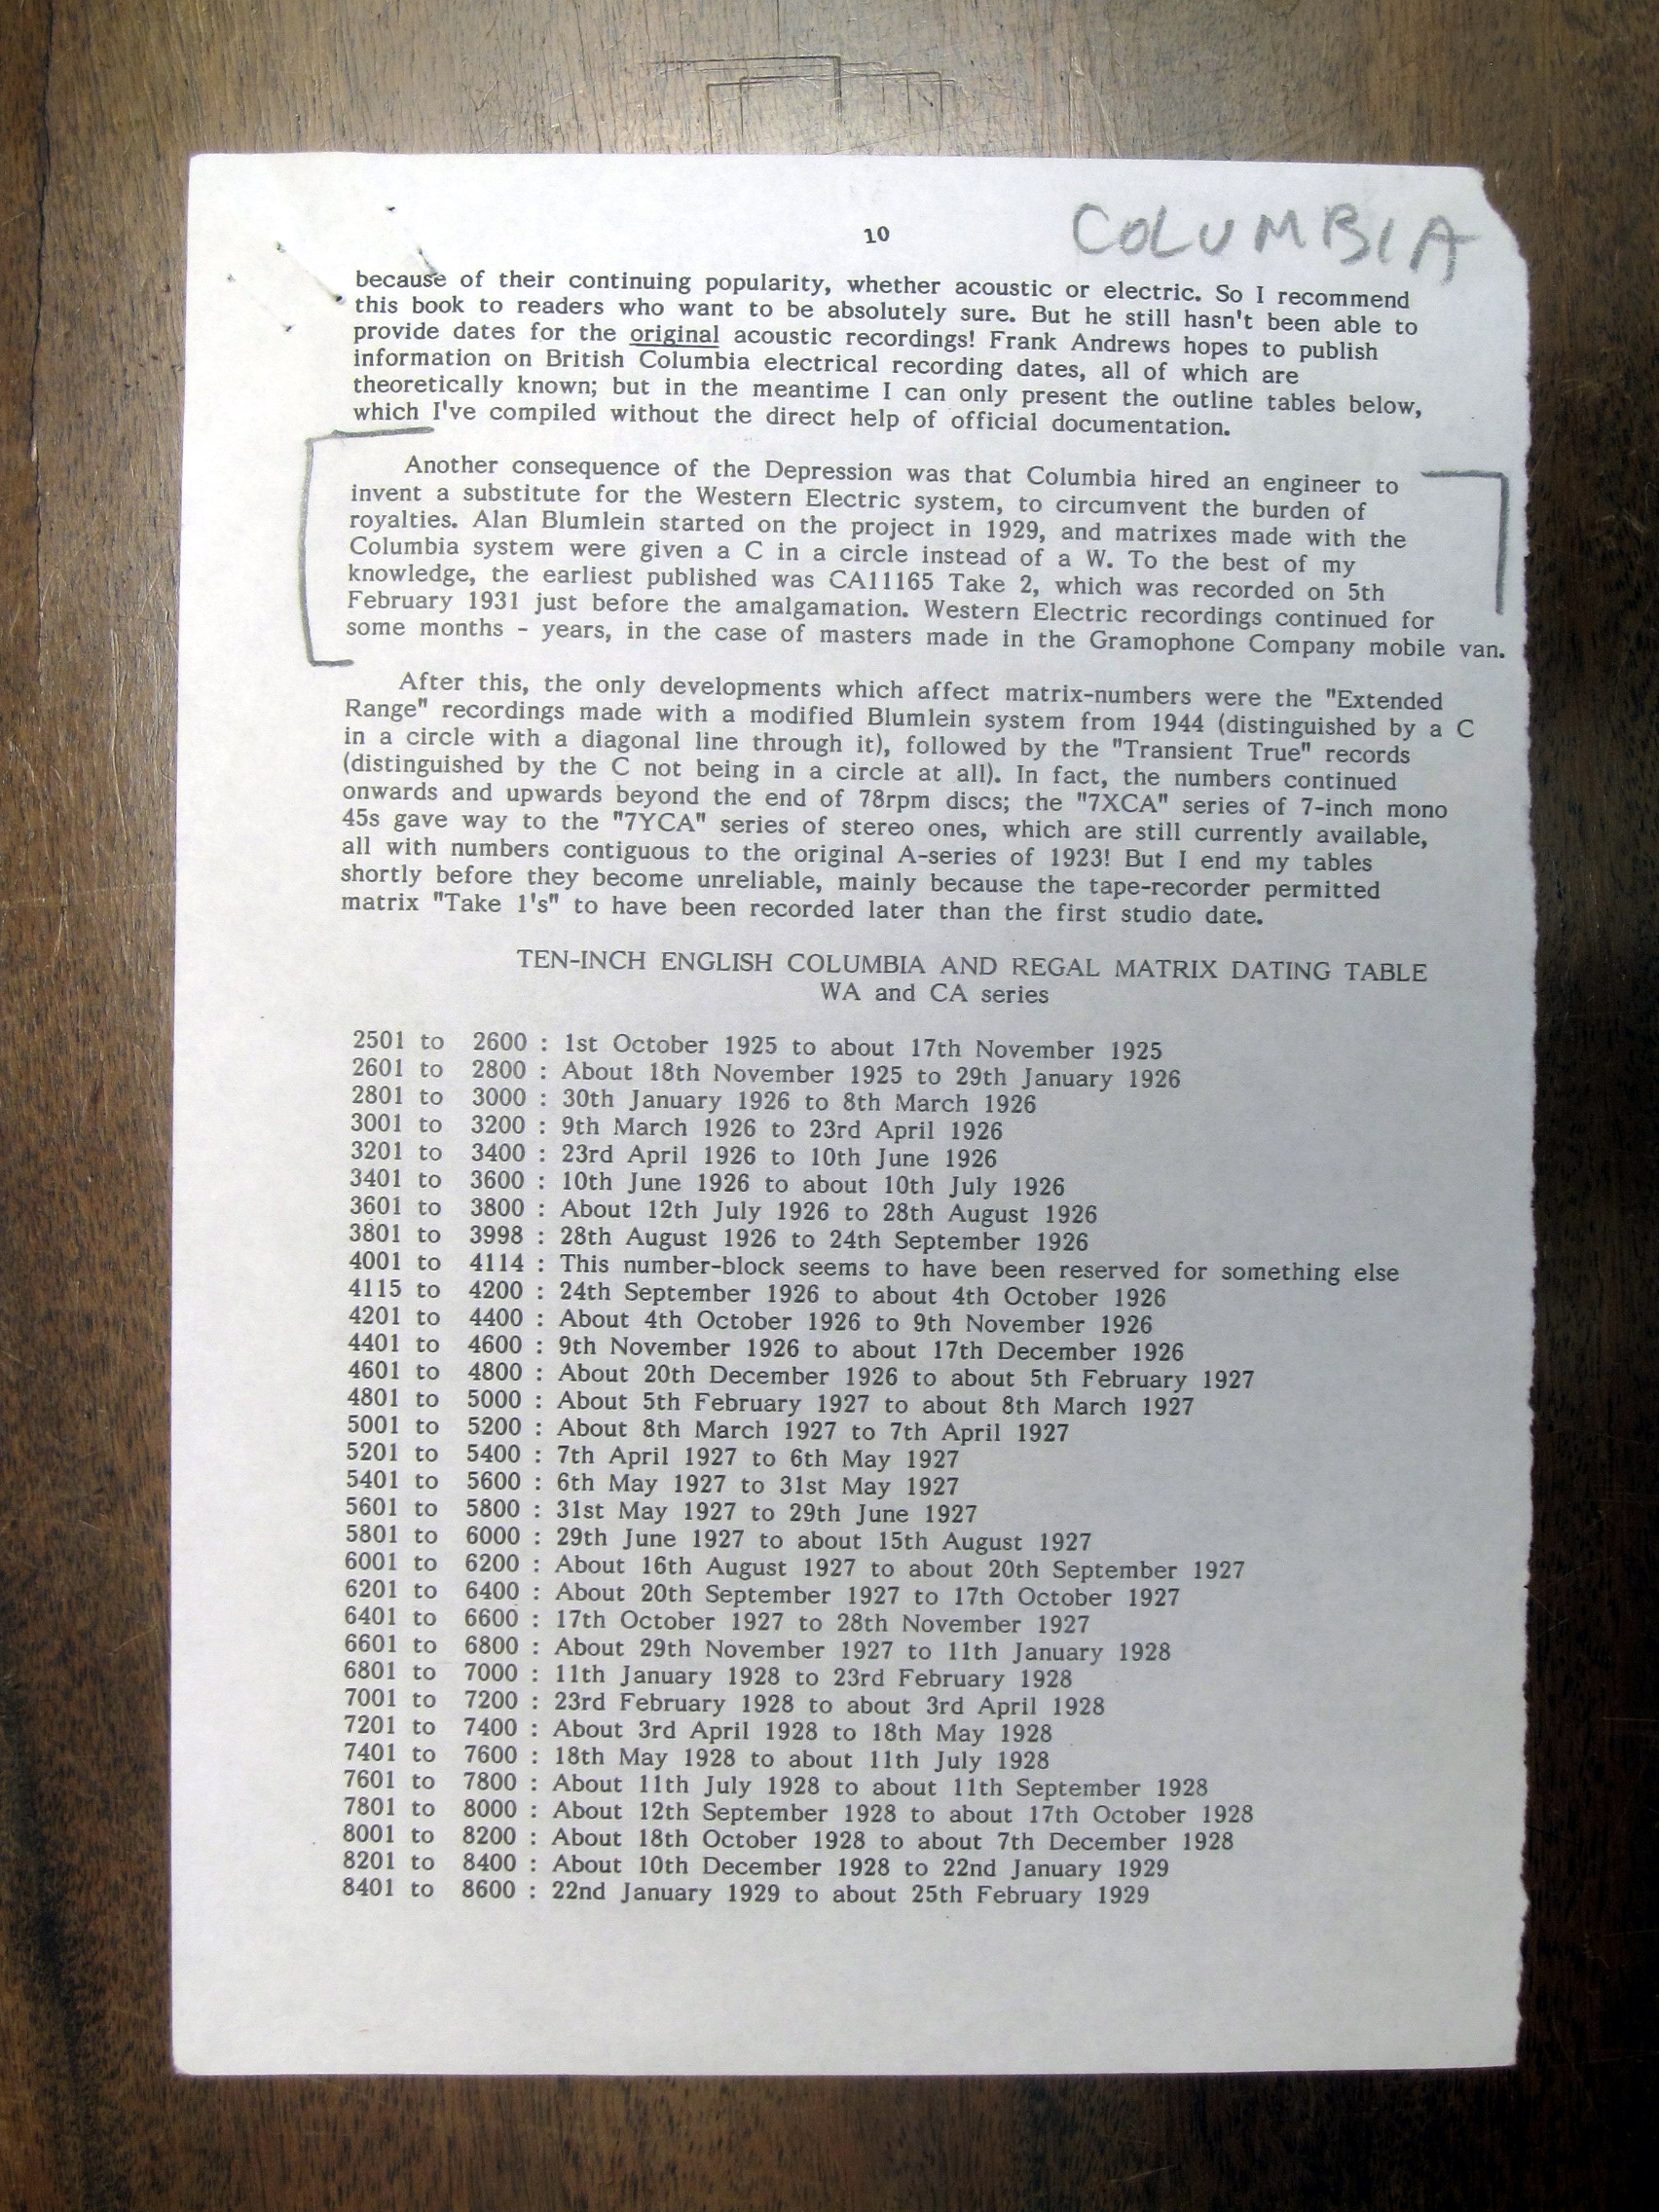 10
COLUMBIA
because of their continuing popularity, whether acoustic or electric. So I recommend
this book to readers who want to be absolutely sure. But he still hasn't been able to
provide dates for the original acoustic recordings! Frank Andrews hopes to publish
information on British Columbia electrical recording dates, all of which are
theoretically known; but in the meantime I can only present the outline tables below,
which I've compiled without the direct help of official documentation.
Another consequence of the Depression was that Columbia hired an engineer to
invent a substitute for the Western Electric system, to circumvent the burden of
royalties. Alan Blumlein started on the project in 1929, and matrixes made with the
Columbia system were given a C in a circle instead of a W. To the best of my
knowledge, the earliest published was CA11165 Take 2, which was recorded on 5th
February 1931 just before the amalgamation. Western Electric recordings continued for
some months - years, in the case of masters made in the Gramophone Company mobile van.
After this, the only developments which affect matrix-numbers were the "Extended
Range" recordings made with a modified Blumlein system from 1944 (distinguished by a C
in a circle with a diagonal line through it), followed by the "Transient True" records
(distinguished by the C not being in a circle at all). In fact, the numbers continued
onwards and upwards beyond the end of 78rpm discs; the "7XCA" series of 7-inch mono
45s gave way to the "7YCA" series of stereo ones, which are still currently available,
all with numbers contiguous to the original A-series of 1923! But I end my tables
shortly before they become unreliable, mainly because the tape-recorder permitted
matrix "Take 1's" to have been recorded later than the first studio date.
TEN-INCH ENGLISH COLUMBIA AND REGAL MATRIX DATING TABLE
WA and CA series
2501 to 2600 : 1st October 1925 to about 17th November 1925
2601 to 2800 : About 18th November 1925 to 29th January 1926
2801 to 3000 : 30th January 1926 to 8th March 1926
3001 to 3200 : 9th March 1926 to 23rd April 1926
3201 to 3400 : 23rd April 1926 to 10th June 1926
3401 to 3600 : 10th June 1926 to about 10th July 1926
3601 to 3800 : About 12th July 1926 to 28th August 1926
3801 to 3998 : 28th August 1926 to 24th September 1926
4001 to 4114 : This number-block seems to have been reserved for something else
4115 to 4200 : 24th September 1926 to about 4th October 1926
4201 to 4400 : About 4th October 1926 to 9th November 1926
4401 to 4600 : 9th November 1926 to about 17th December 1926
4601 to 4800 : About 20th December 1926 to about 5th February 1927
4801 to 5000 : About 5th February 1927 to about 8th March 1927
5001 to 5200 : About 8th March 1927 to 7th April 1927
5201 to 5400 : 7th April 1927 to 6th May 1927
5401 to 5600 : 6th May 1927 to 31st May 1927
5601 to 5800 : 31st May 1927 to 29th June 1927
5801 to 6000 : 29th June 1927 to about 15th August 1927
6001 to 6200 : About 16th August 1927 to about 20th September 1927
6201 to 6400 : About 20th September 1927 to 17th October 1927
6401 to 6600 : 17th October 1927 to 28th November 1927
6601 to 6800 : About 29th November 1927 to 11th January 1928
6801 to 7000 : 11th January 1928 to 23rd February 1928
7001 to 7200 : 23rd February 1928 to about 3rd April 1928
7201 to 7400 : About 3rd April 1928 to 18th May 1928
7401 to 7600 : 18th May 1928 to about 11th July 1928
7601 to 7800 : About 11th July 1928 to about 11th September 1928
7801 to 8000 : About 12th September 1928 to about 17th October 1928
8001 to 8200 : About 18th October 1928 to about 7th December 1928
8201 to 8400 : About 10th December 1928 to 22nd January 1929
8401 to 8600 : 22nd January 1929 to about 25th February 1929